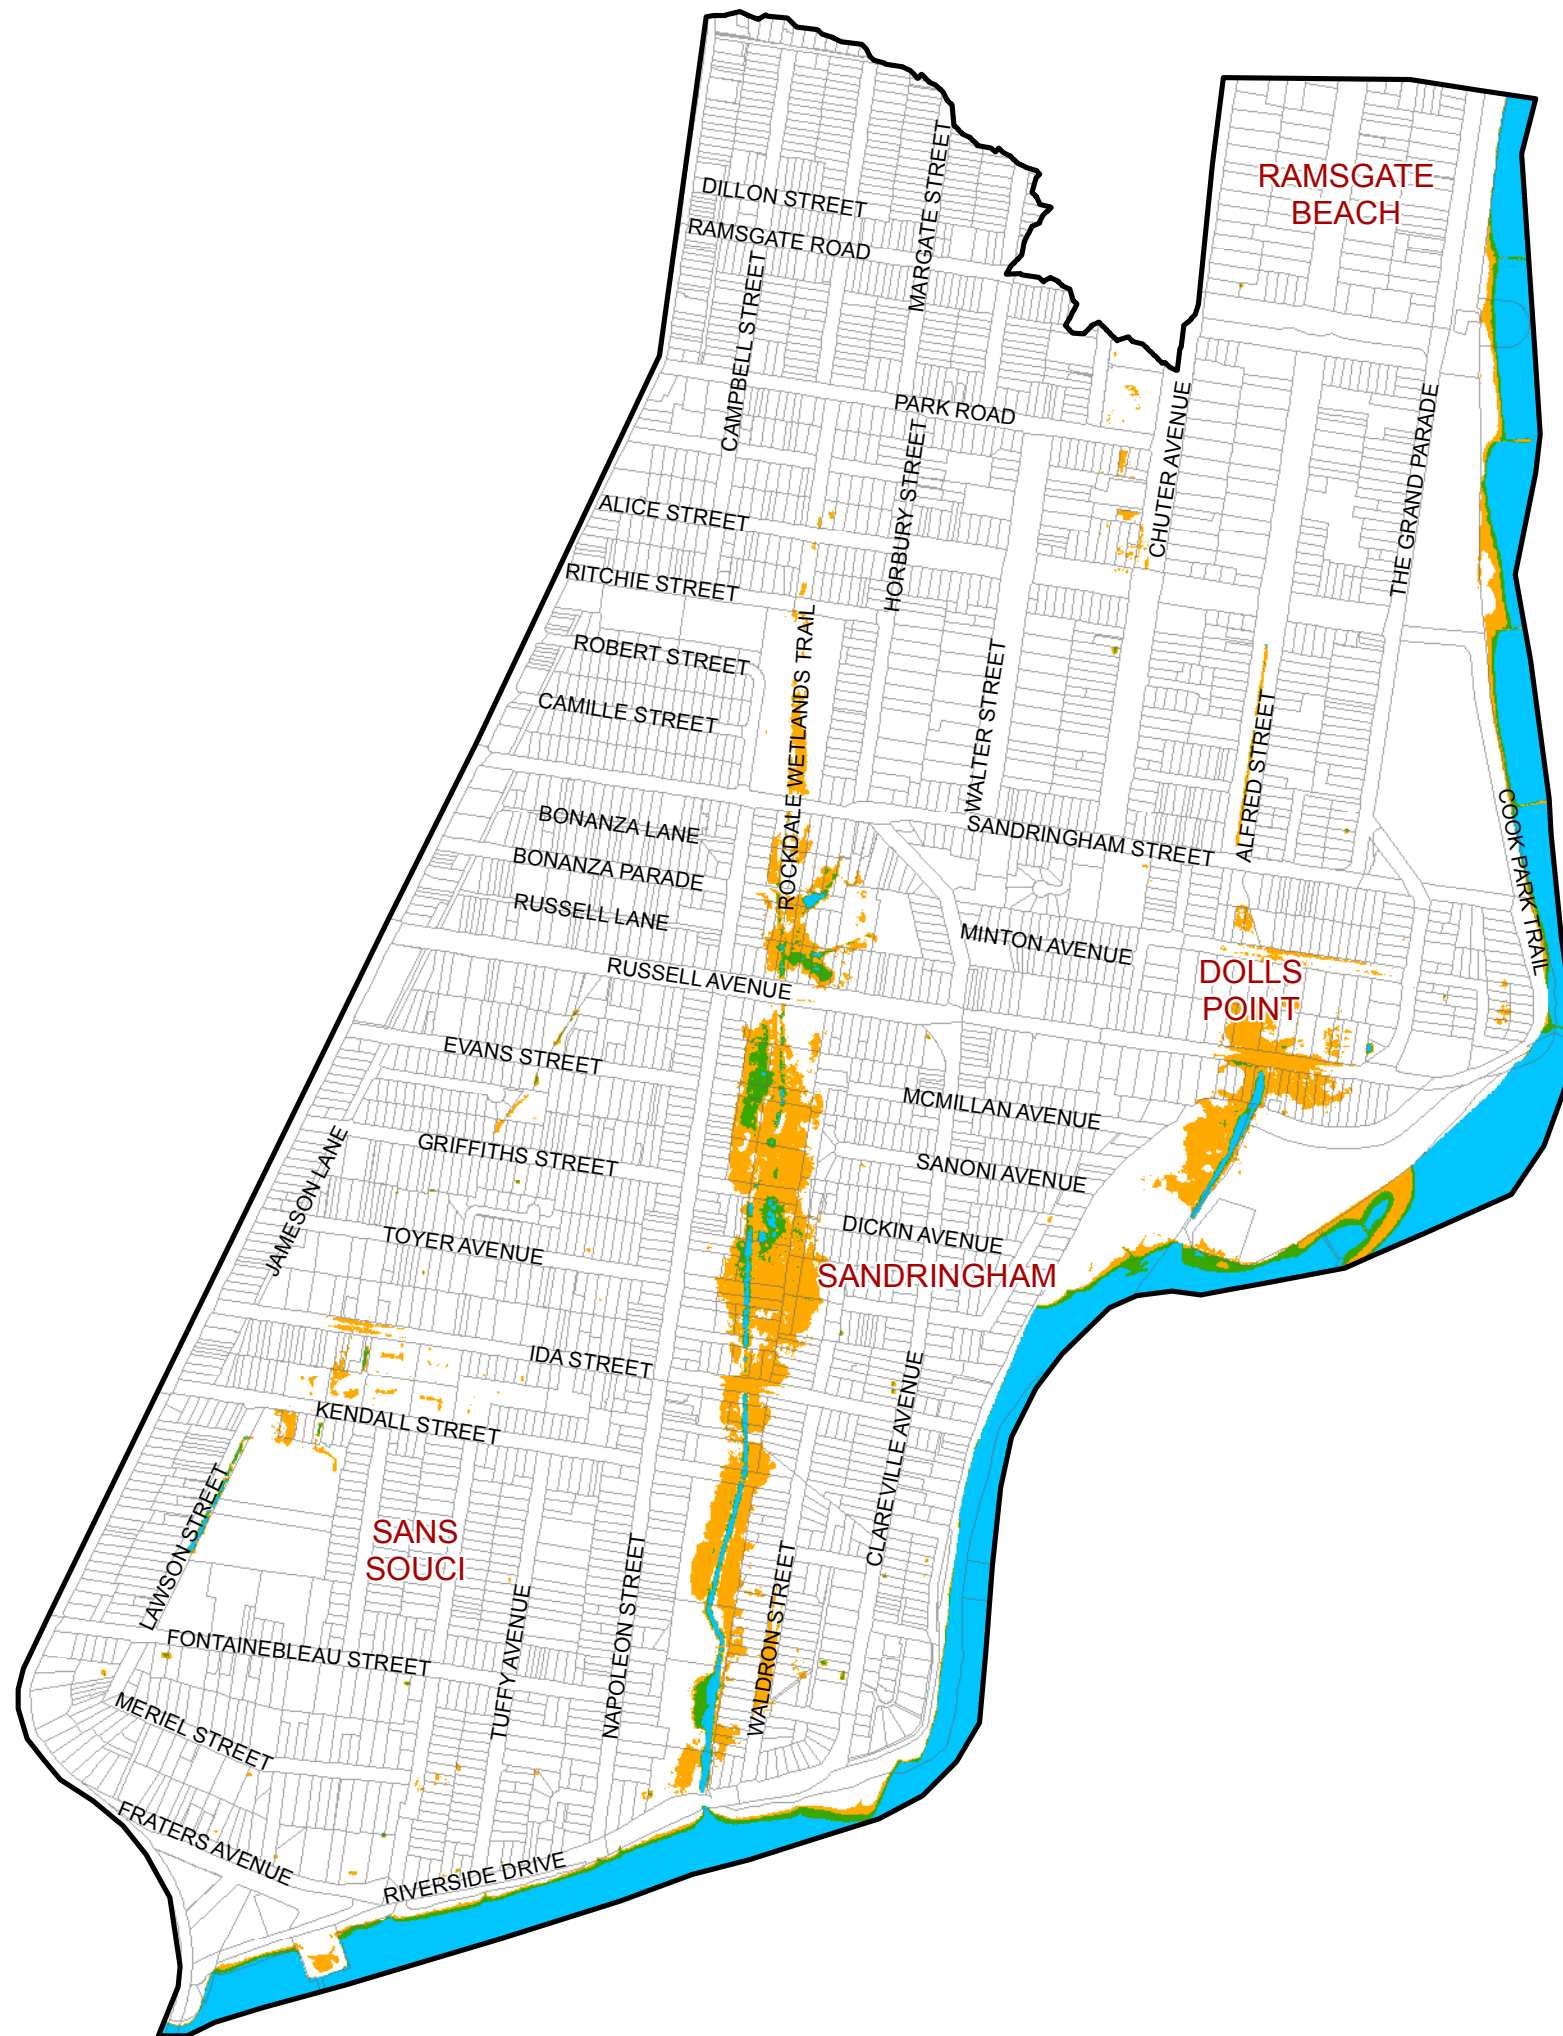 RAMSGATE
BEACH
DILLON STREET
MARGATE STREET
RAMSGATE ROAD
CAMPBELL STREET
PARK ROAD
CHUTER AVENUE
THE GRAND PARADE
HORBURY STREET
ALICE STREET
RITCHIE STREET
ROBERT STREET
CAMILLE STREET
ROCKDALE WETLANDS TRAIL
WALTER STREET
ALFRED STREET
BONANZA LANE
SANDRINGHAM STREET
COOK PARK TRAIL
BONANZA PARADE
RUSSELL LANE
MINTON AVENUE
RUSSELL AVENUE
DOLLS
POINT
EVANS STREET
MCMILLAN AVENUE
GRIFFITHS STREET
JAMESON LANE
SANONI AVENUE
DICKIN AVENUE
TOYER AVENUE
SANDRINGHAM
IDA STREET
CLAREVILLE AVENUE
KENDALL STREET
LAWSON STREET
SANS
SOUCI
WALDRON STREET
NAPOLEON STREET
TUFFY AVENUE
FONTAINEBLEAU STREET
MERIEL STREET
FRATERS AVENUE
RIVERSIDE DRIVE